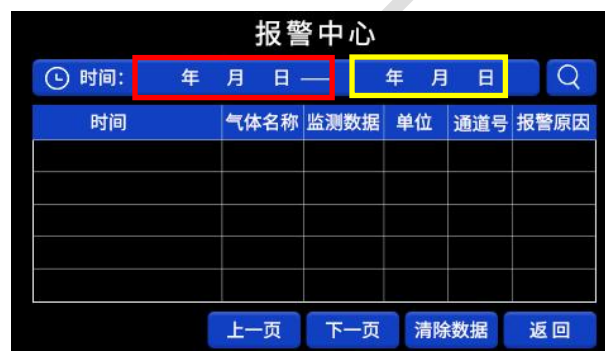 报警中心
时间: 年 月 日 — 年 月 日
时间 气体名称 监测数据 单位 通道号 报警原因
上一页 下一页 清除数据 返回